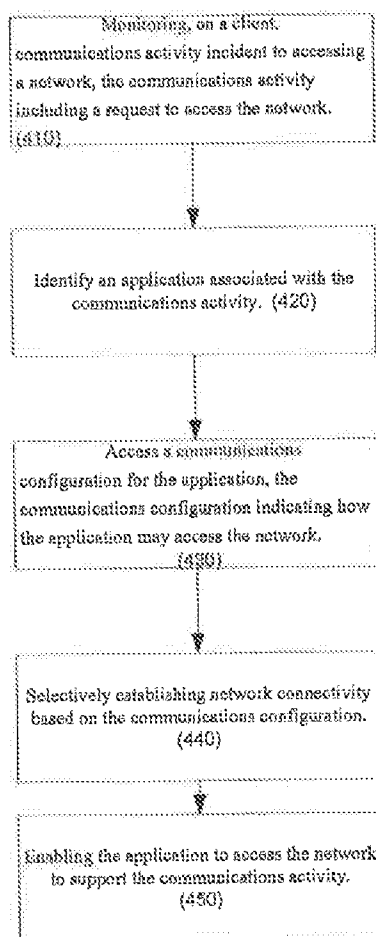 Monitoring, on a client,
communications activity incident to accessing
a network, the communications activity
including a request to access the network.
(410)
Identify an application associated with the
communications activity. (420)
Access a communications
configuration for the application, the
communications configuration indicating how
the application may access the network.
(430)
Selectively establishing network connectivity
based on the communications configuration.
(440)
Enabling the application to access the network
to support the communications activity.
(450)